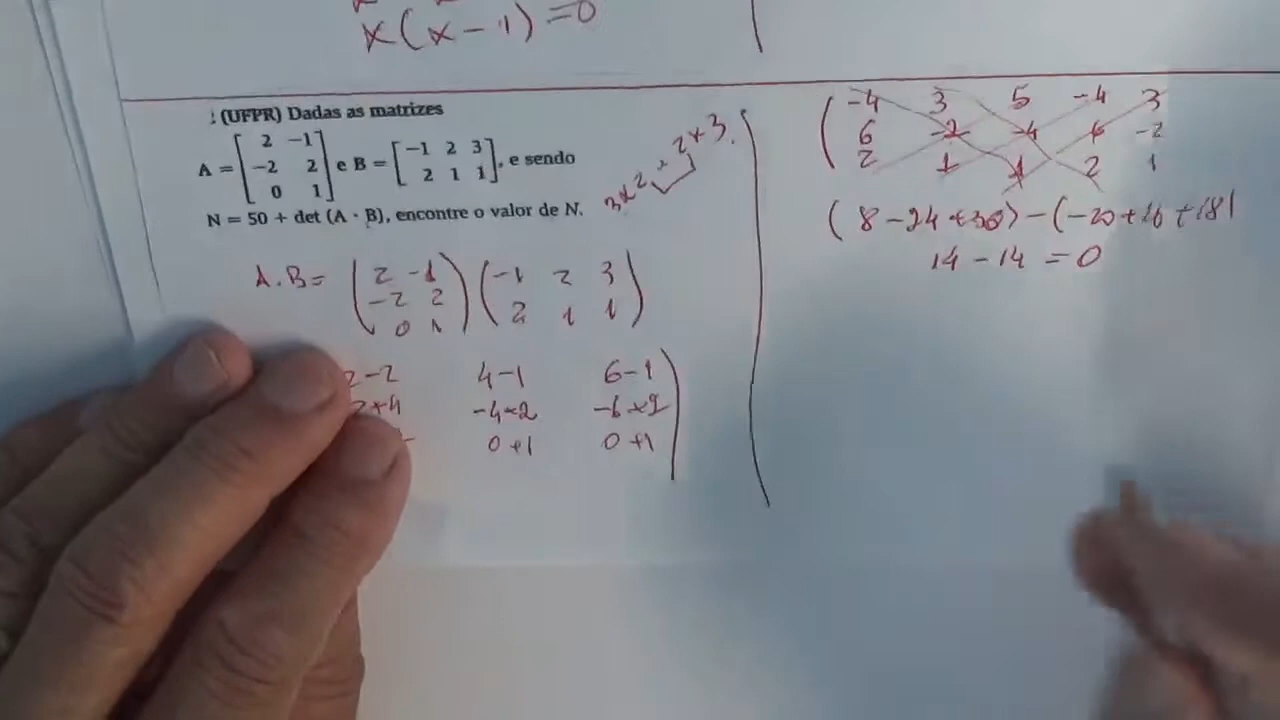 x(x-1)=0
(UFPR) Dadas as matrizes
A = [2 -1
-2 2
0 1] e B = [-1 2 3
2 1 1], e sendo
N = 50 + det (A · B), encontre o valor de N.
3x2 * 2x3.
A.B= (2 -1
-2 2
0 1) (-1 2 3
2 1 1)
2-2 4-1 6-1
2+4 -4+2 -6+2
0+1 0+1)
(-4 3 5 -4 3
6 -2 -4 6 -2
2 1 1 2 1
(8-24+30)-(-20+16+18)
14-14=0